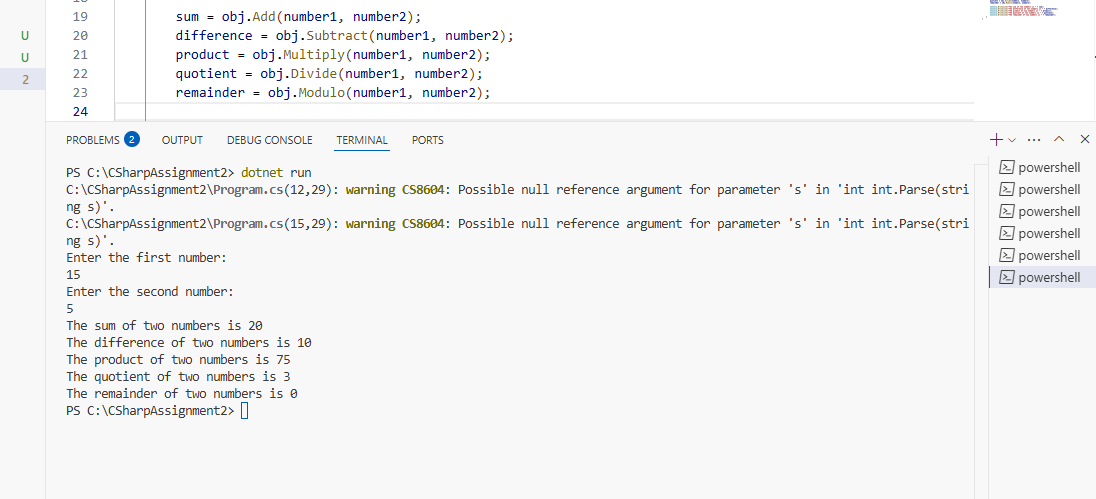 U
U
2
19 sum = obj.Add(number1, number2);
20 difference = obj.Subtract(number1, number2);
21 product = obj.Multiply(number1, number2);
22 quotient = obj.Divide(number1, number2);
23 remainder = obj.Modulo(number1, number2);
24
PROBLEMS 2 OUTPUT DEBUG CONSOLE TERMINAL PORTS
PS C:\CSharpAssignment2> dotnet run
C:\CSharpAssignment2\Program.cs(12,29): warning CS8604: Possible null reference argument for parameter 's' in 'int int.Parse(stri
ng s)'.
C:\CSharpAssignment2\Program.cs(15,29): warning CS8604: Possible null reference argument for parameter 's' in 'int int.Parse(stri
ng s)'.
Enter the first number:
15
Enter the second number:
5
The sum of two numbers is 20
The difference of two numbers is 10
The product of two numbers is 75
The quotient of two numbers is 3
The remainder of two numbers is 0
PS C:\CSharpAssignment2>
powershell
powershell
powershell
powershell
powershell
powershell